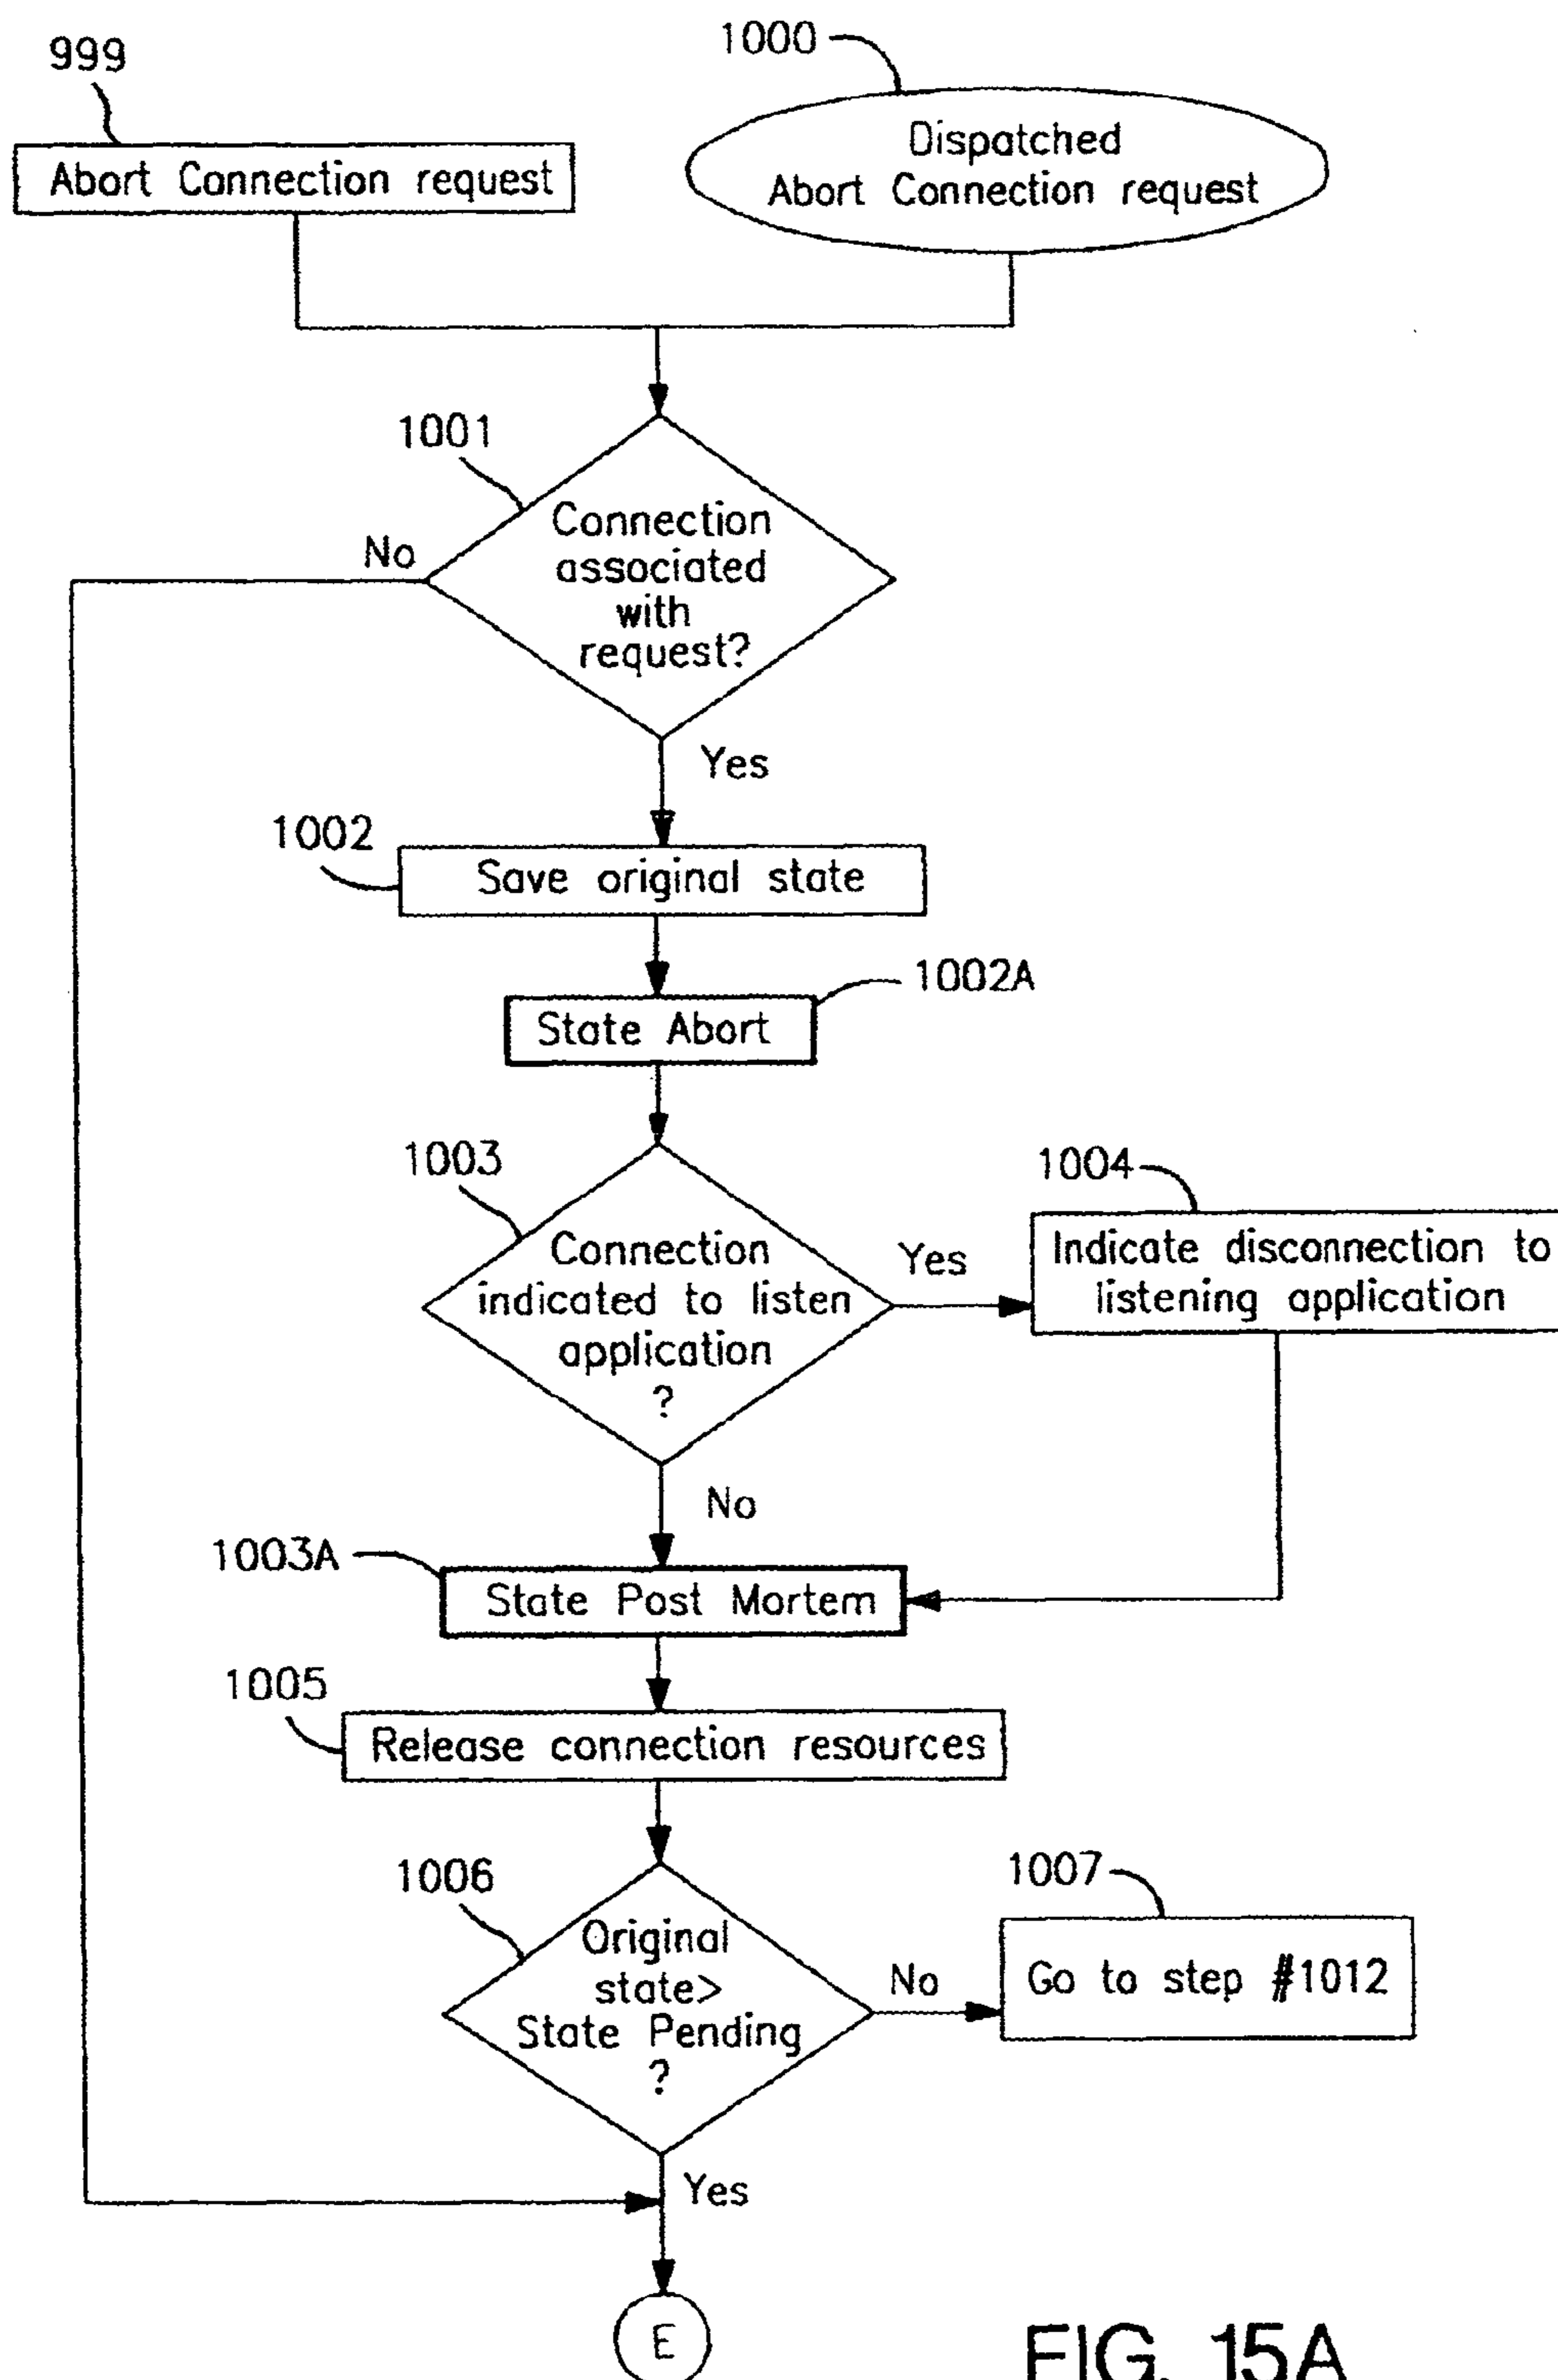 999
1000
Abort Connection request
Dispatched
Abort Connection request
1001
No
Connection
associated
with
request?
Yes
1002
Save original state
1002A
State Abort
1003
Connection
indicated to listen
application
?
Yes
1004
Indicate disconnection to
listening application
No
1003A
State Post Mortem
1005
Release connection resources
1006
Original
state>
State Pending
?
No
1007
Go to step #1012
Yes
E
FIG. 15A